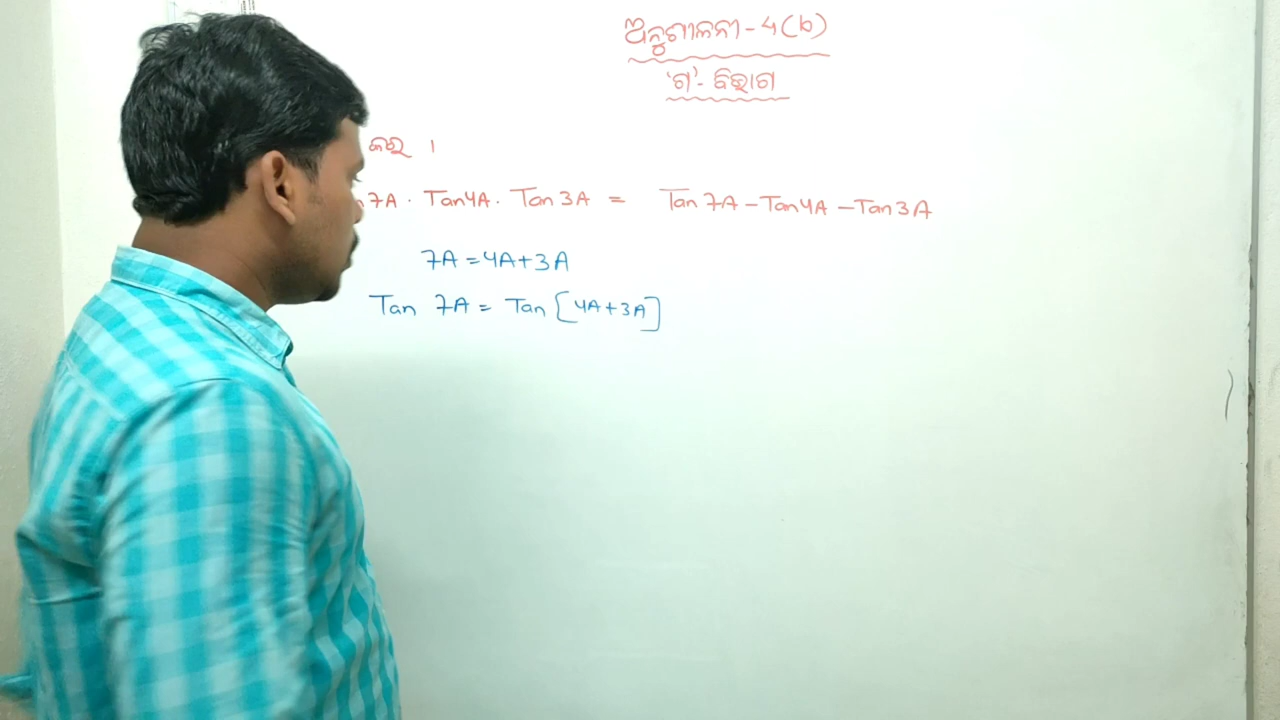 ଅନୁଶୀଳନୀ - 4(b)
'ଗ' - ବିଭାଗ
କର ।
7A · Tan4A · Tan 3A = Tan 7A - Tan4A - Tan 3A
7A = 4A + 3A
Tan 7A = Tan [4A + 3A]